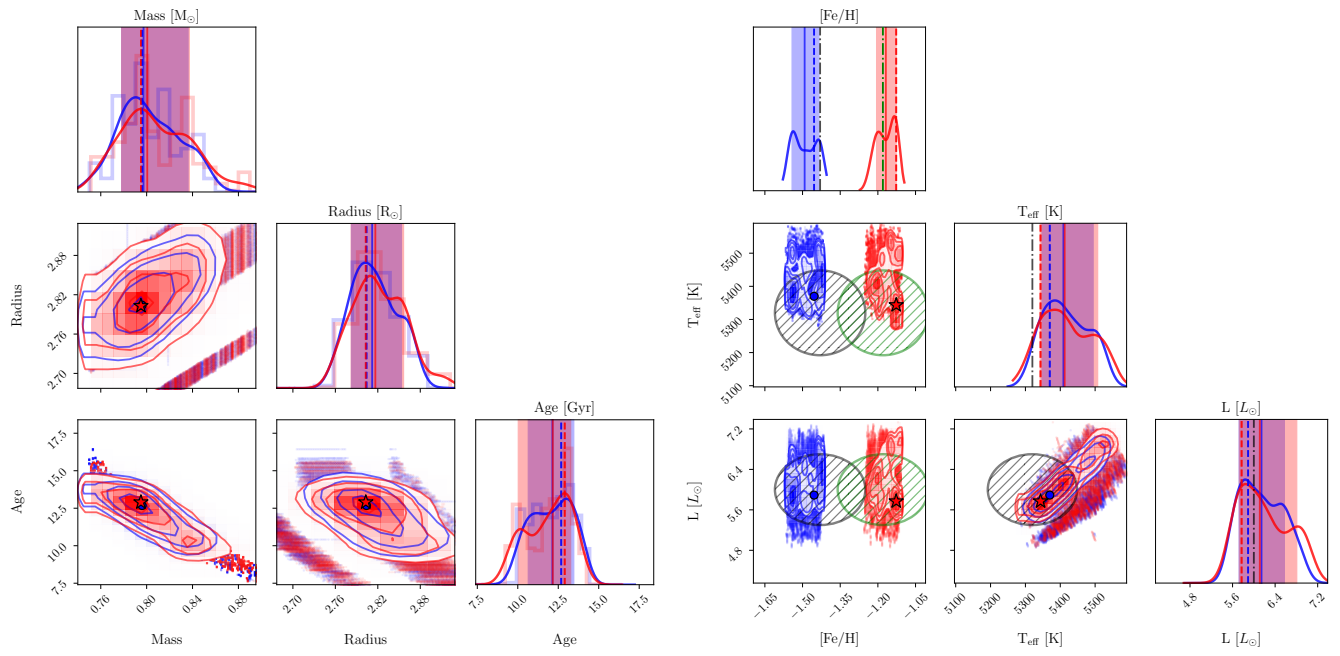 Mass [M⊙]
[Fe/H]
Radius [R⊙]
T_eff [K]
Radius
2.88
2.82
2.76
2.70
T_eff [K]
5500
5400
5300
5200
5100
Age [Gyr]
L [L⊙]
Age
17.5
15.0
12.5
10.0
7.5
L [L⊙]
7.2
6.4
5.6
4.8
0.76 0.80 0.84 0.88
2.70 2.76 2.82 2.88
7.5 10.0 12.5 15.0 17.5
−1.65 −1.50 −1.35 −1.20 −1.05
5100 5200 5300 5400 5500
4.8 5.6 6.4 7.2
Mass
Radius
Age
[Fe/H]
T_eff [K]
L [L⊙]